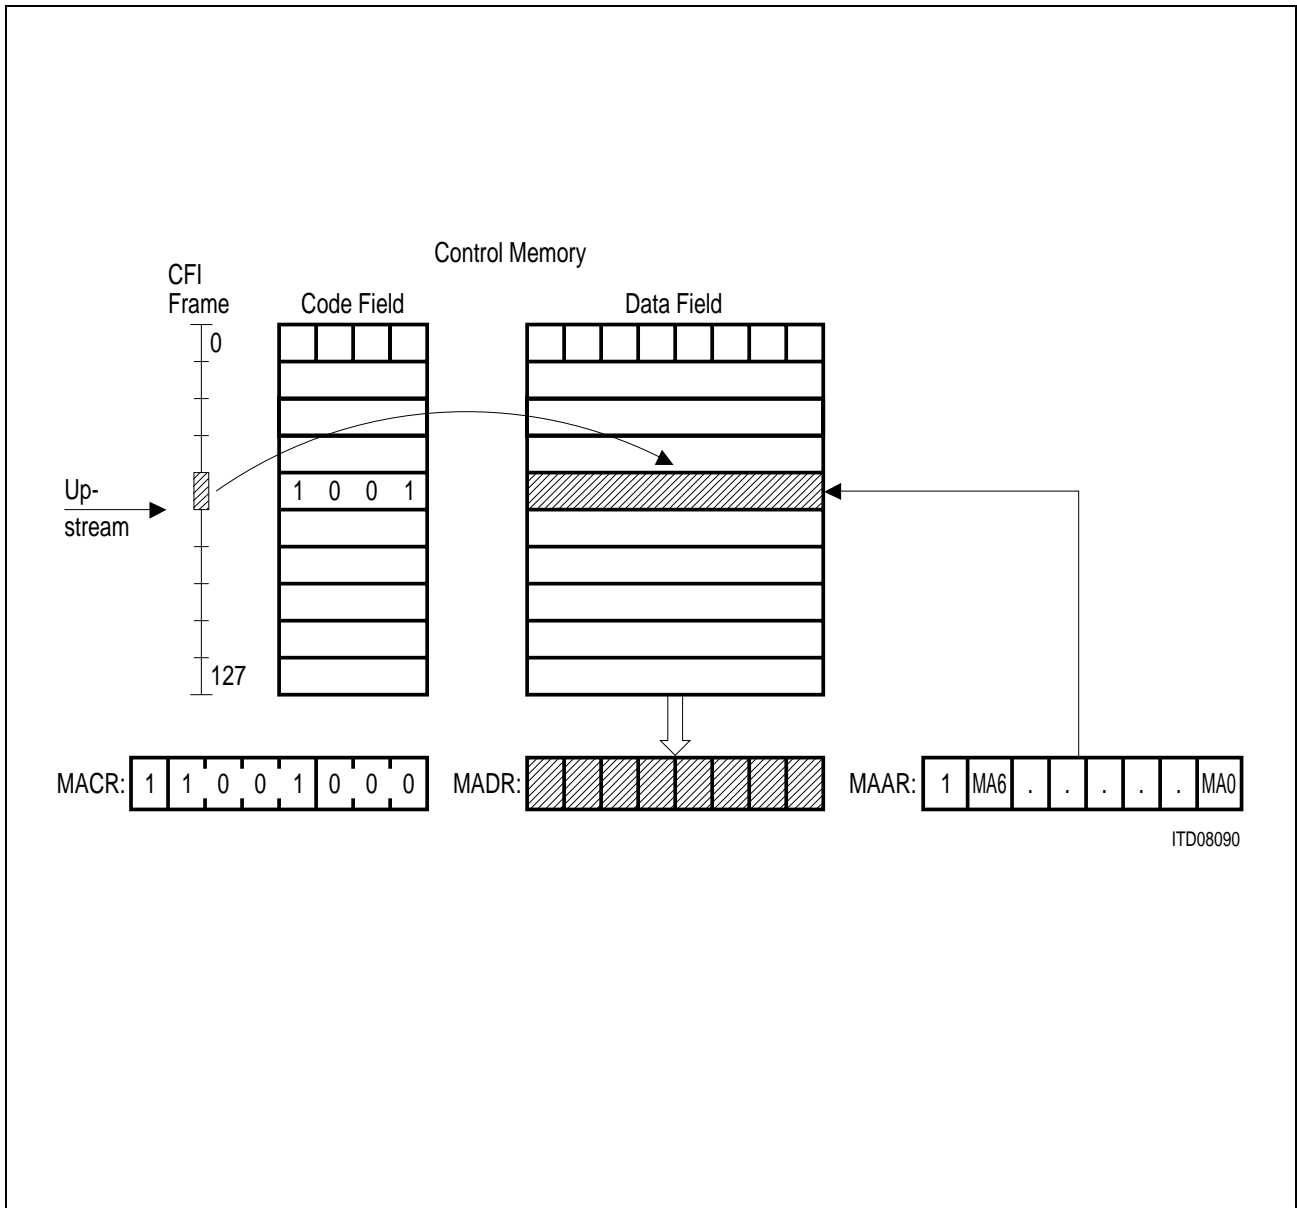 Control Memory
CFI
Frame
Code Field
Data Field
0
Up-
stream
1 0 0 1
127
MACR: 1 1 0 0 1 0 0 0
MADR:
MAAR: 1 MA6 . . . . . MA0
ITD08090